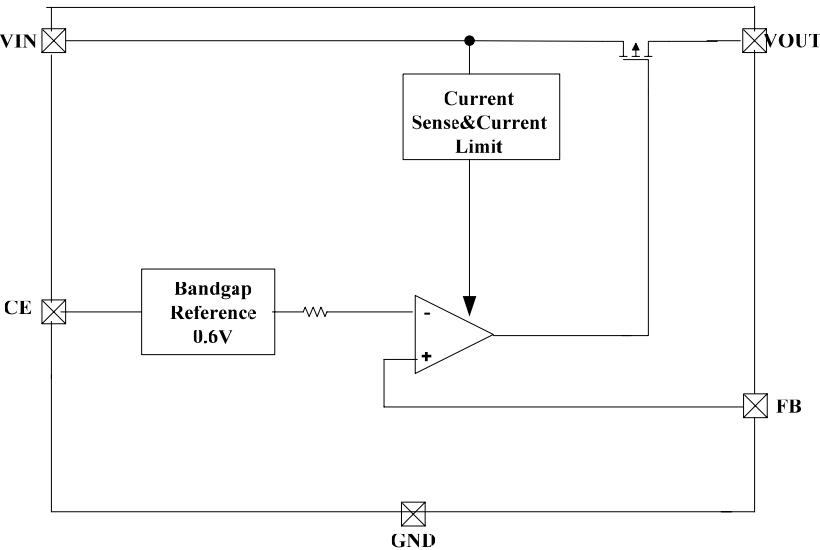 VIN
VOUT
Current
Sense&Current
Limit
Bandgap
Reference
0.6V
CE
-
+
FB
GND